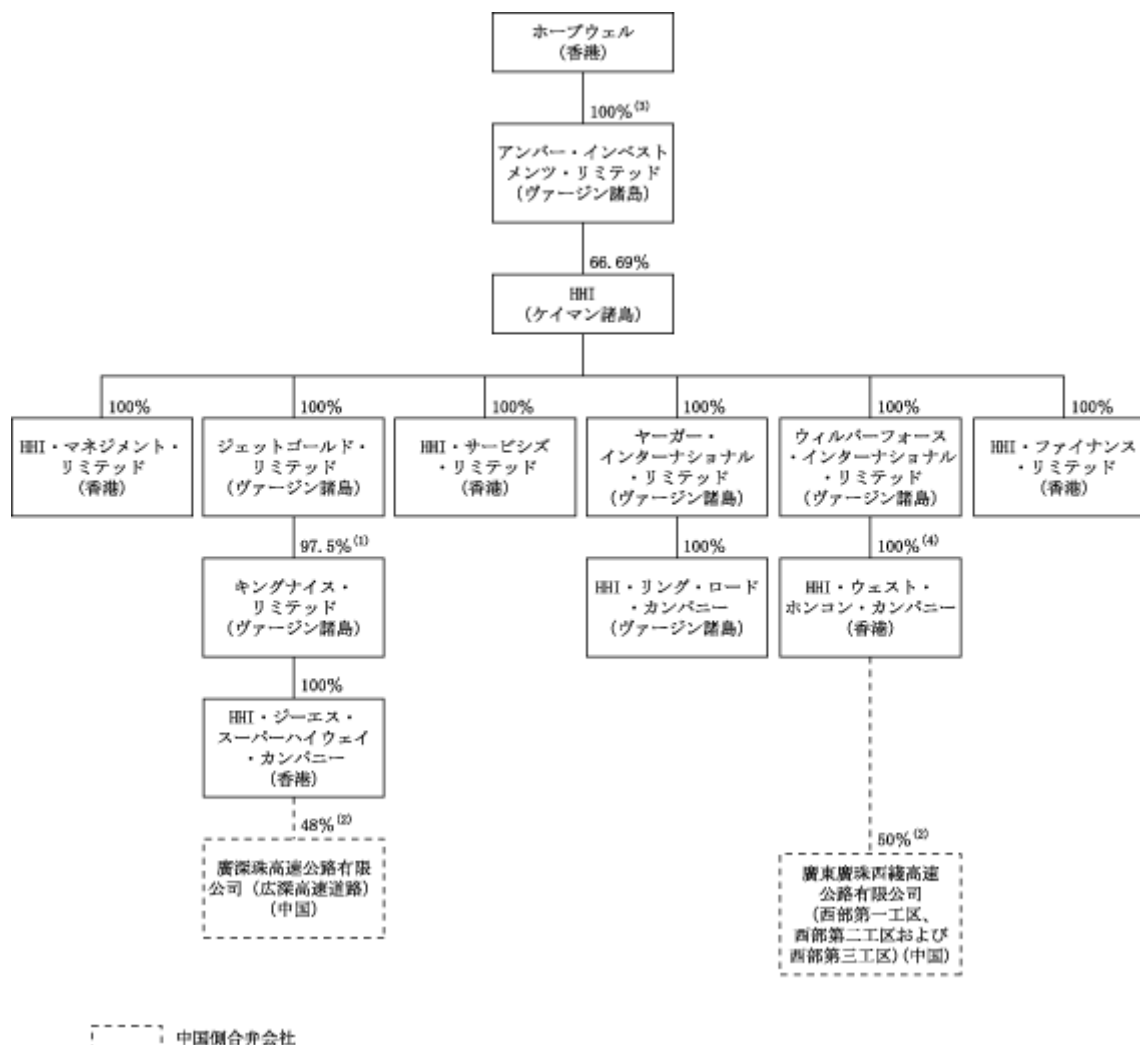 ホープウェル
(香港)
100%(3)
アンバー・インベスト
メンツ・リミテッド
(ヴァージン諸島)
66.69%
HHI
(ケイマン諸島)
100%
100%
100%
100%
100%
100%
HHI・マネジメント・
リミテッド
(香港)
ジェットゴールド・
リミテッド
(ヴァージン諸島)
HHI・サービシズ
・リミテッド
(香港)
ヤーガー・
インターナショナル
・リミテッド
(ヴァージン諸島)
ウィルバーフォース
・インターナショナル
・リミテッド
(ヴァージン諸島)
HHI・ファイナンス
・リミテッド
(香港)
97.5%(1)
100%
100%(4)
キングナイス・
リミテッド
(ヴァージン諸島)
HHI・リング・ロード
・カンパニー
(ヴァージン諸島)
HHI・ウェスト・
ホンコン・カンパニー
(香港)
100%
HHI・ジーエス・
スーパーハイウェイ
・カンパニー
(香港)
48%(2)
50%(2)
廣深珠高速公路有限
公司 (広深高速道路)
(中国)
廣東廣珠西綫高速
公路有限公司
(西部第一工区、
西部第二工区および
西部第三工区) (中国)
中国側合弁会社